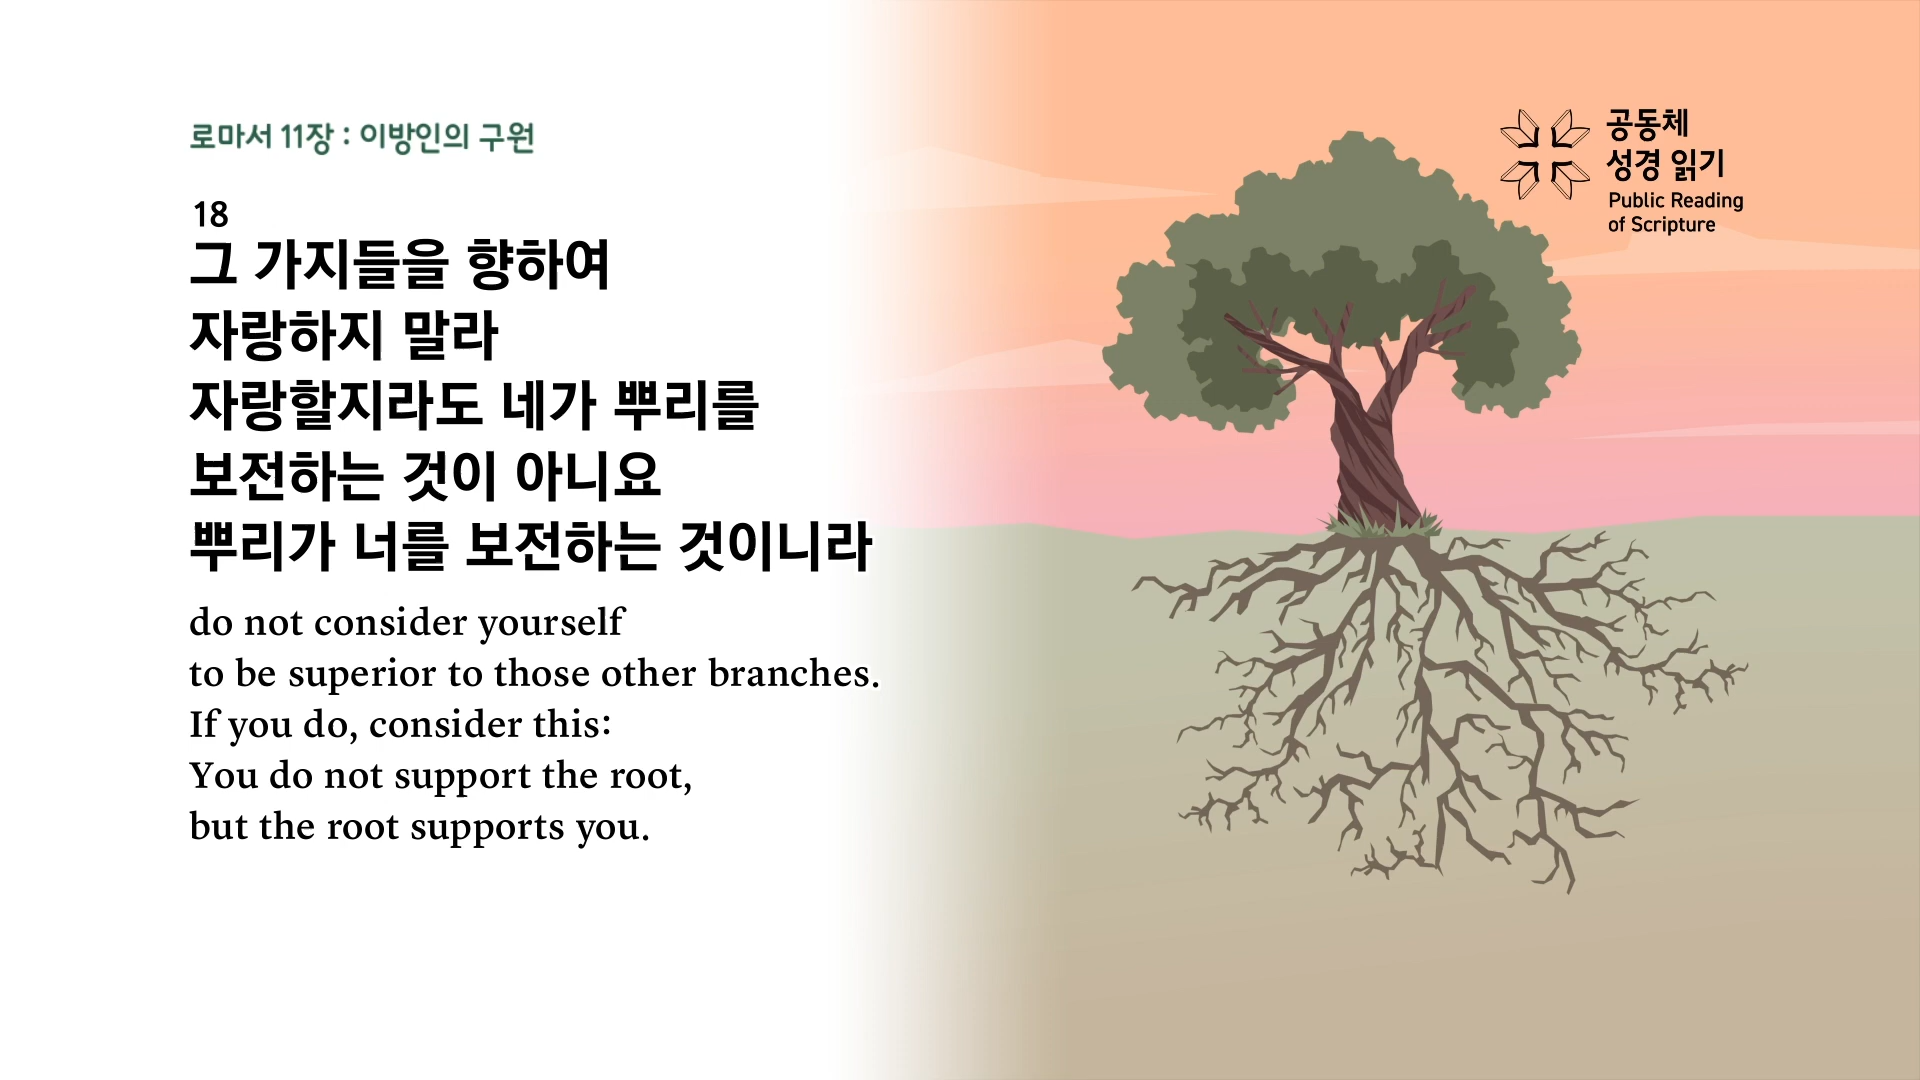 로마서 11장 : 이방인의 구원
18
그 가지들을 향하여
자랑하지 말라
자랑할지라도 네가 뿌리를
보전하는 것이 아니요
뿌리가 너를 보전하는 것이니라
do not consider yourself
to be superior to those other branches.
If you do, consider this:
You do not support the root,
but the root supports you.
공동체
성경 읽기
Public Reading
of Scripture